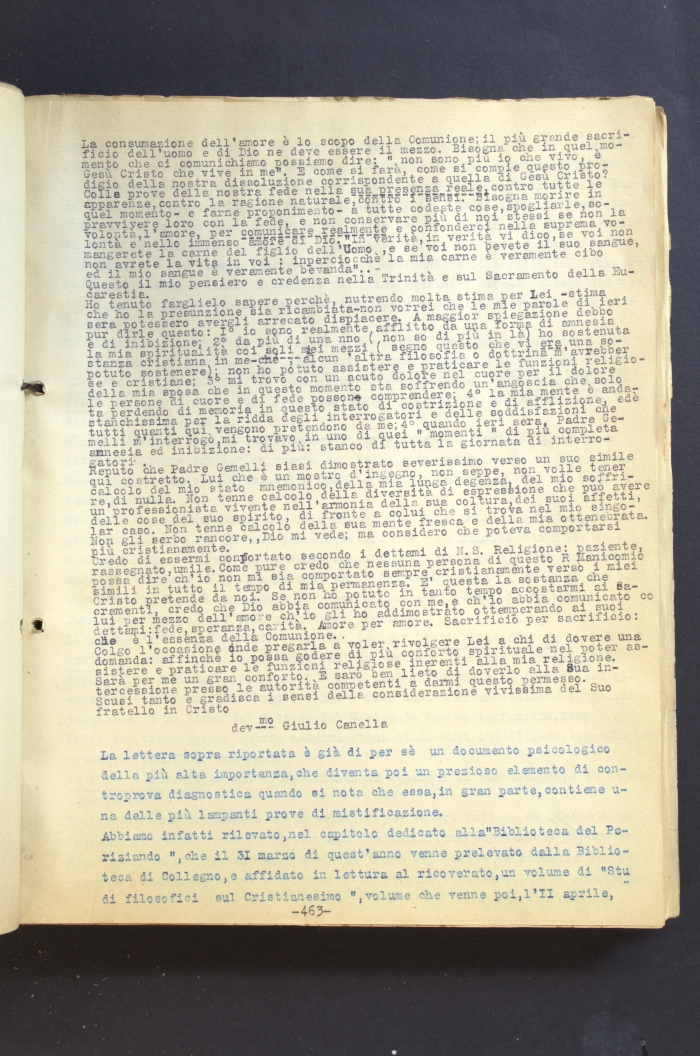 La consumazione dell'amore è lo scopo della Comunione; il più grande sacri-
ficio dell'uomo e di Dio ne deve essere il mezzo. Bisogna che in quel mo-
mento che ci comunichiamo possiamo dire: " non sono più io che vivo, è
Gesù Cristo che vive in me". E come si farà, come si compie questo pro-
digio della nostra dissoluzione corrispondente a quella di Gesù Cristo?
Colla prove della nostra fede nella sua presenza reale, contro tutte le
apparenze, contro la ragione naturale, contro i sensi. Bisogna morire in
quel momento- e farne proponimento- a tutte codeste cose, spogliarle, so-
pravvivere loro con la fede, e non conservare più di noi stessi se non la
volontà, l'amore, per comunicare realmente e confonderci nella suprema vo-
lontà e nello immenso amore di Dio. "In verità, in verità vi dico, se voi non
mangerete la carne del figlio dell'Uomo ,e se voi non bevete il suo sangue,
non avrete la vita in voi : inperciocchè la mia carne è veramente cibo
ed il mio sangue è veramente bevanda"..-
Questo il mio pensiero e credenza nella Trinità e sul Sacramento della Eu-
carestia.
Ho tenuto farglielo sapere perchè, nutrendo molta stima per Lei -stima
che ho la presunzione sia ricambiata-non vorrei che le mie parole di ieri
sera potessero avergli arrecato dispiacere. A maggior spiegazione debbo
pur dirle questo: I° io sono realmente afflitto da una forma di amnesia
e di inibizione; 2° da più di una nno ( non so di più in là) ho sostenuta
la mia spiritualità coi soli miei mezzi ( segno questo che vi era una so-
stanza cristiana in me-che - alcun 'altra filosofia o dottrina m'avrebber
potuto sostenere); non ho potuto assistere e praticare le funzioni religio-
se e cristiane; 3° mi trovo con un acuto dolore nel cuore per il dolore
della mia sposa che in questo momento sta soffrendo un'angoscia che solo
le persone di cuore e di fede possono comprendere; 4° la mia mente è anda-
ta perdendo di memoria in questo stato di costrizione e di afflizione, edè
stanchissima per la ridda degli interrogatori e delle soddisfazioni che
tutti quanti qui vengono pretendono da me; 4° quando ieri sera, Padre Ge-
melli m'interrogò, mi trovavo in uno di quei " momenti " di più completa
amnesia ed inibizione: di più: stanco di tutta la giornata di interro-
gatori
Reputo che Padre Gemelli siasi dimostrato severissimo verso un suo simile
qui costretto. Lui che è un mostro d'ingegno, non seppe, non volle tener
calcolo del mio stato mnemonico, della mia lunga degenza, del mio soffri-
re, di nulla. Non tenne calcolo della diversità di espressione che può avere
un professionista vivente nell'armonia della sua coltura, dei suoi affetti,
delle cose del suo spirito, di fronte a colui che si trova nel mio singo-
lar caso. Non tenne calcolo della sua mente fresca e della mia ottenebrata.
Non gli serbo rancore,,Dio mi vede; ma considero che poteva comportarsi
più cristianamente.
Credo di essermi comportato secondo i dettami di N.S. Religione: paziente,
rassegnato, umile. Come pure credo che nessuna persona di questo R Manicomio
possa dire ch'io non mi sia comportato sempre cristianamente verso i miei
simili in tutto il tempo di mia permanenza. E' questa la sostanza che
Cristo pretende da noi. Se non ho potuto in tanto tempo accostarmi ai Sa-
cramenti, credo che Dio abbia comunicato con me, e ch'io abbia comunicato co
lui per mezzo dell'amore ch'io gli ho addimostrato ottemperando ai suoi
dettami: fede, speranza, carità. Amore per amore. Sacrificio per sacrificio:
che è l'essenza della Comunione..
Colgo l'occasione onde pregarla a voler rivolgere Lei a chi di dovere una
domanda: affinchè io possa godere di più conforto spirituale nel poter as-
sistere e praticare le funzioni religiose inerenti alla mia religione.
Sarà per me un gran conforto. E sarò ben lieto di doverlo alla Sua in-
tercessione presso le autorità competenti a darmi questo permesso.
Scusi tanto e gradisca i sensi della considerazione vivissima del Suo
fratello in Cristo
dev mo Giulio Canella
La lettera sopra riportata è già di per sè un documento psicologico
della più alta importanza, che diventa poi un prezioso elemento di con-
troprova diagnostica quando si nota che essa, in gran parte, contiene u-
na delle più lampanti prove di mistificazione.
Abbiamo infatti rilevato, nel capitolo dedicato alla"Biblioteca del Pe-
riziando ", che il 3I marzo di quest'anno venne prelevato dalla Biblio-
teca di Collegno, e affidato in lettura al ricoverato, un volume di "Stu
di filosofici sul Cristianesimo ", volume che venne poi, l'II aprile,
-463-